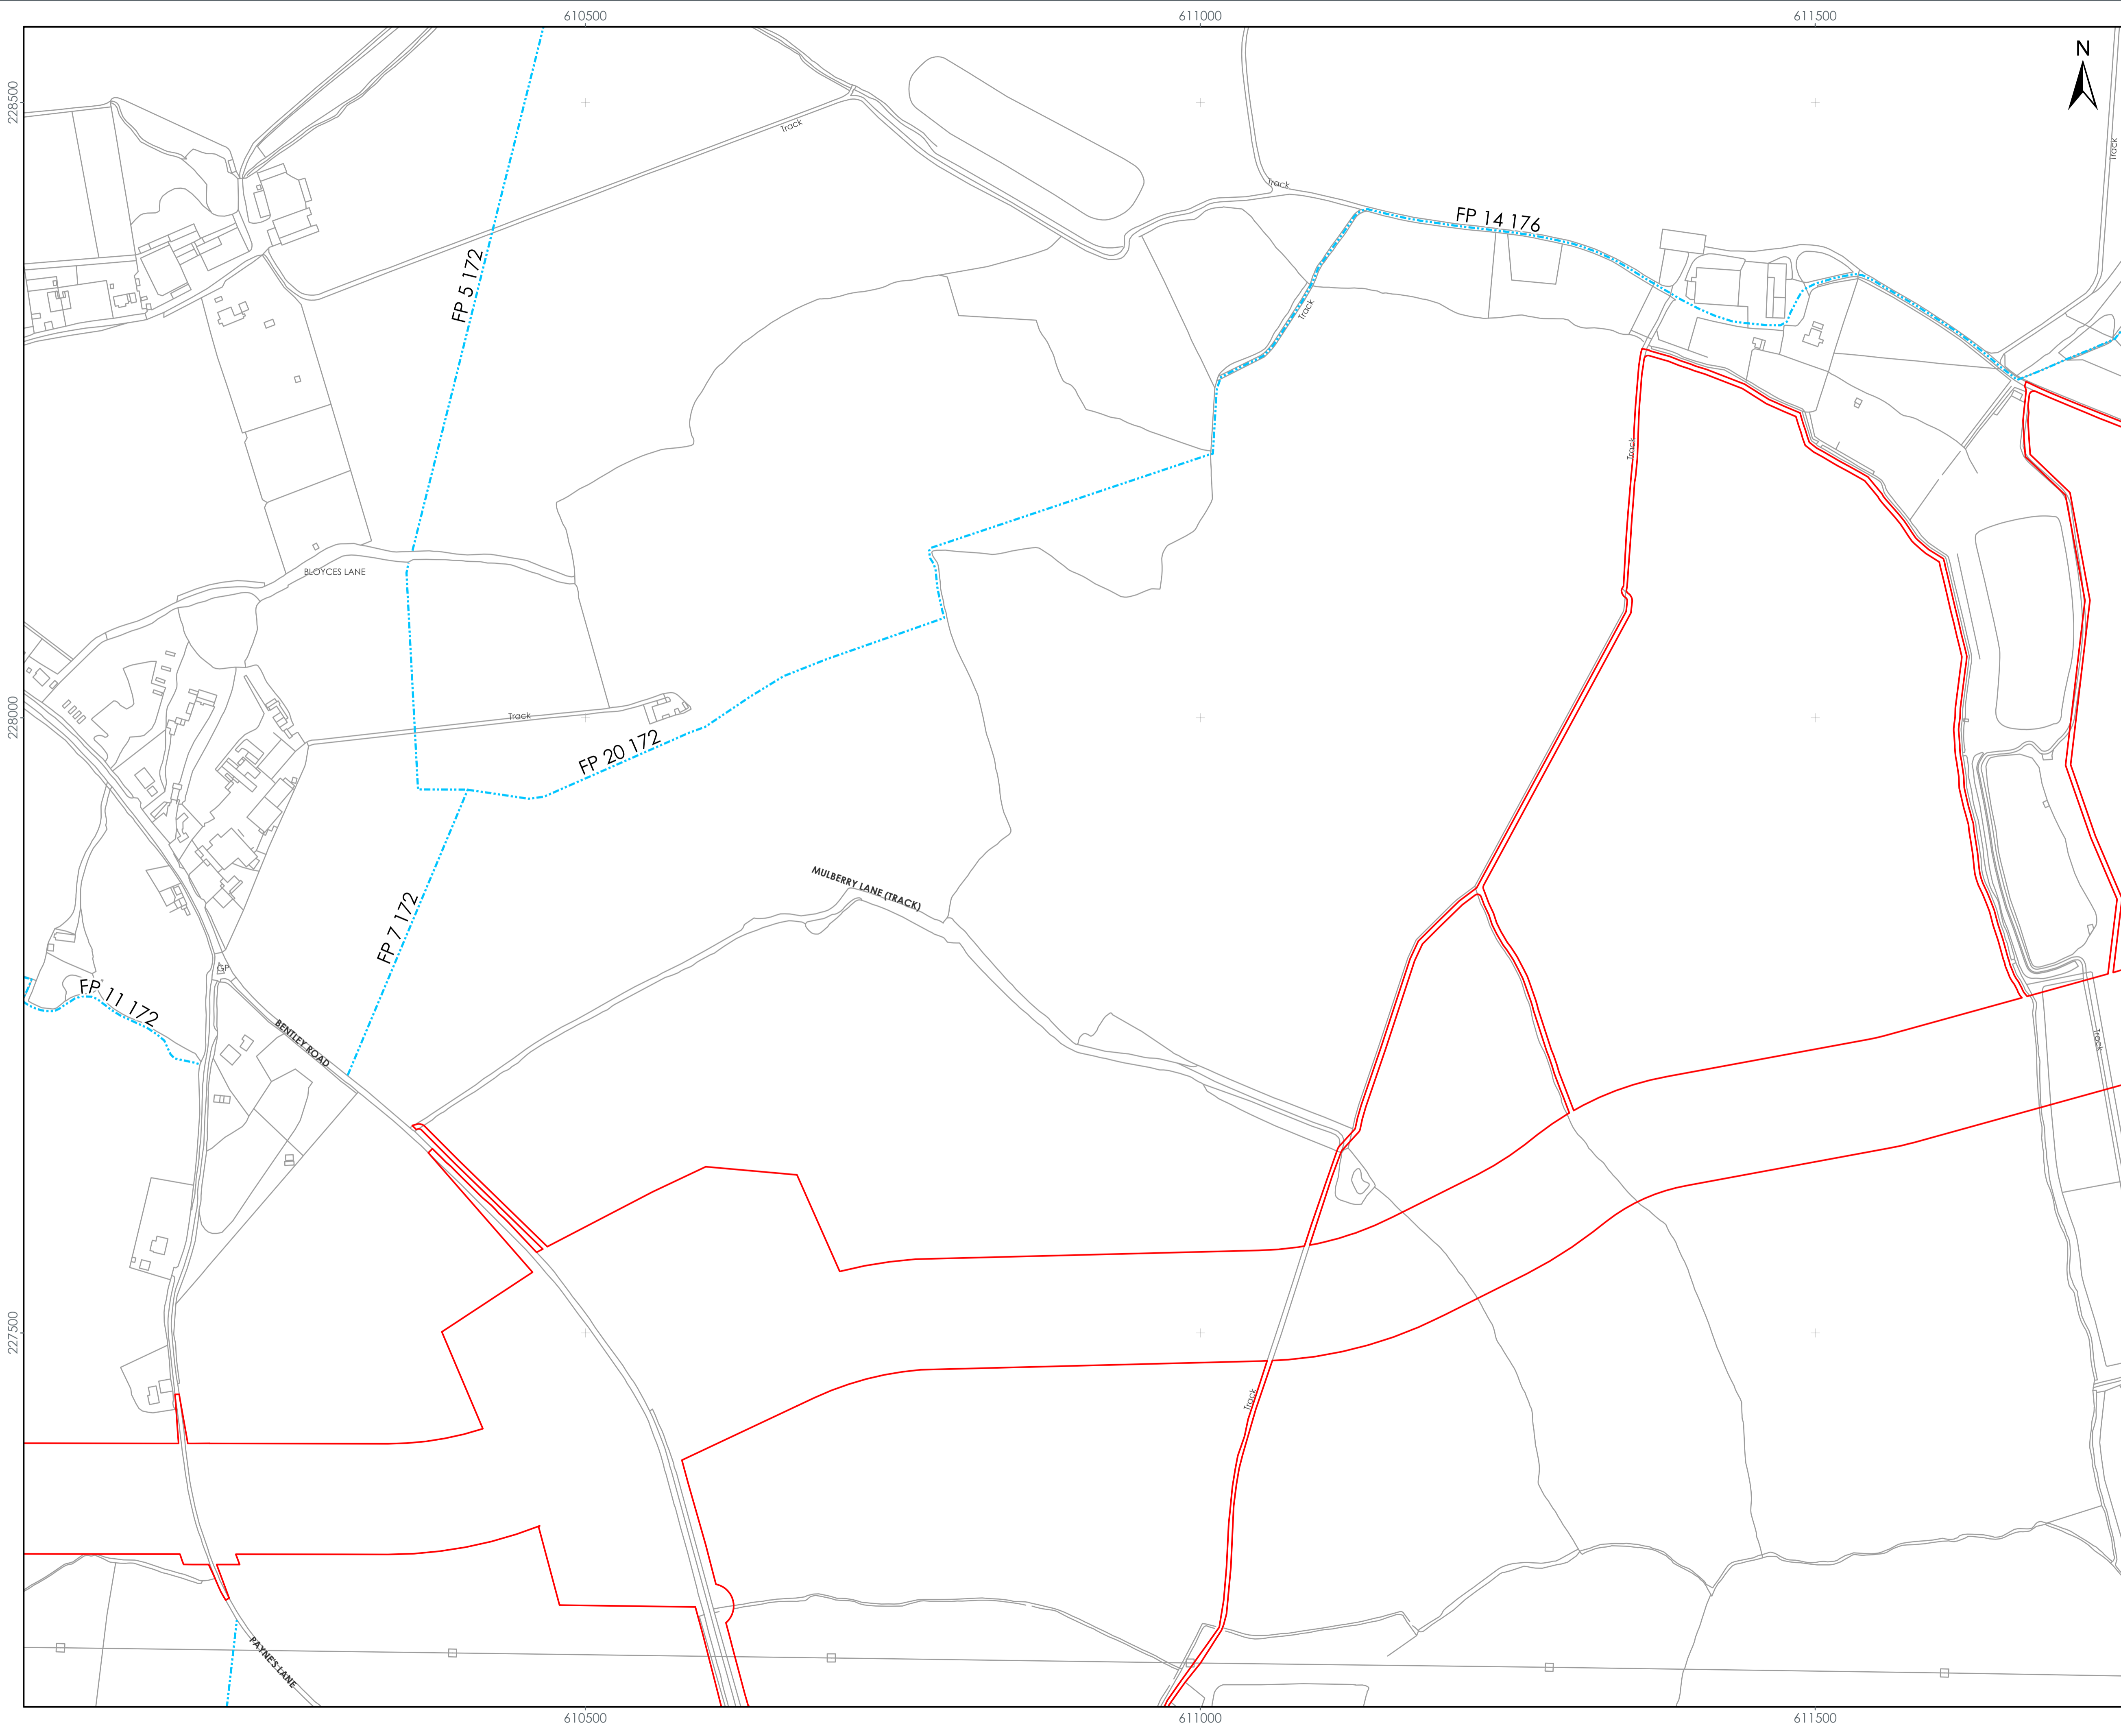 610500
611000
611500
N
228500
Track
Track
Track
FP 14 176
FP 5 172
Track
Track
BLOYCES LANE
228000
Track
FP 20 172
MULBERRY LANE (TRACK)
FP 7 172
GP
FP 11 172
BENTLEY ROAD
Track
227500
Track
PAYNE'S LANE
610500
611000
611500